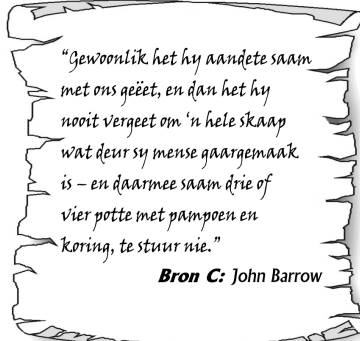 “Gewoonlik het hy aandete saam
met ons geëet, en dan het hy
nooit vergeet om ‘n hele skaap
wat deur sy mense gaargemaak
is – en daarmee saam drie of
vier potte met pampoen en
koring, te stuur nie.”
Bron C: John Barrow